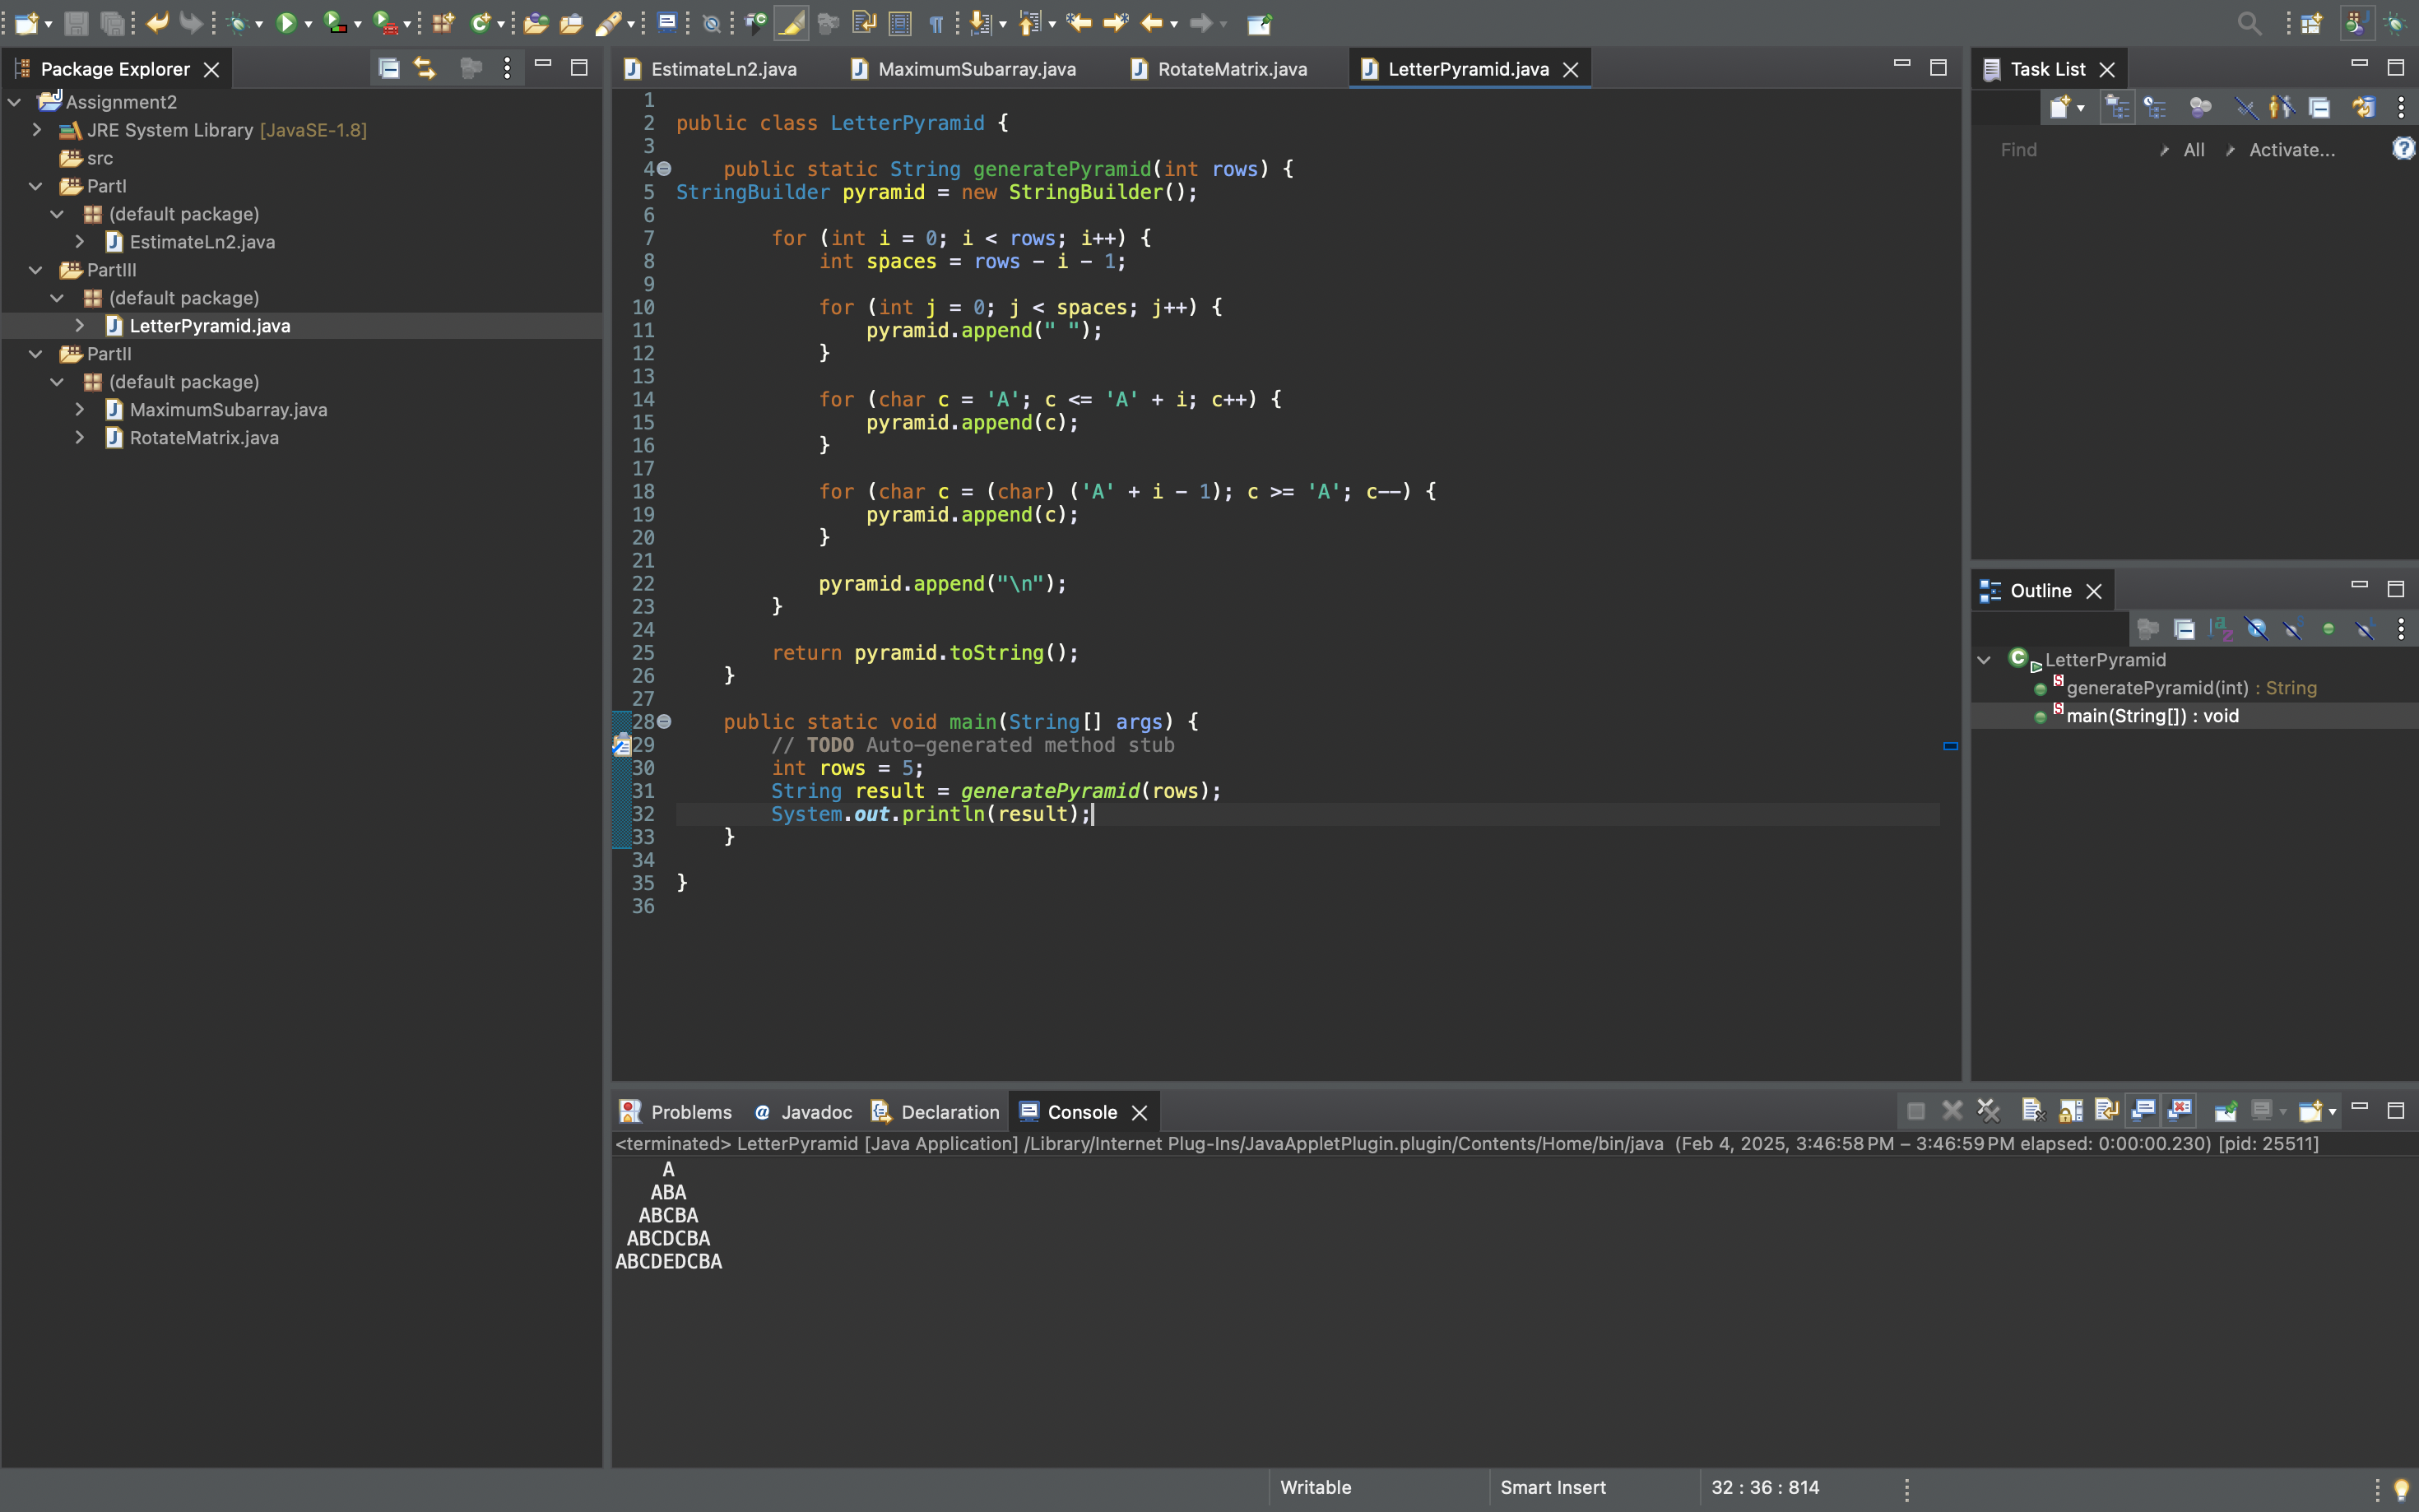 Package Explorer
Assignment2
JRE System Library [JavaSE-1.8]
src
PartI
(default package)
EstimateLn2.java
PartIII
(default package)
LetterPyramid.java
PartII
(default package)
MaximumSubarray.java
RotateMatrix.java
EstimateLn2.java MaximumSubarray.java RotateMatrix.java LetterPyramid.java
1
2 public class LetterPyramid {
3
4     public static String generatePyramid(int rows) {
5 StringBuilder pyramid = new StringBuilder();
6
7         for (int i = 0; i < rows; i++) {
8             int spaces = rows - i - 1;
9
10             for (int j = 0; j < spaces; j++) {
11                 pyramid.append(" ");
12             }
13
14             for (char c = 'A'; c <= 'A' + i; c++) {
15                 pyramid.append(c);
16             }
17
18             for (char c = (char) ('A' + i - 1); c >= 'A'; c--) {
19                 pyramid.append(c);
20             }
21
22             pyramid.append("\n");
23         }
24
25         return pyramid.toString();
26     }
27
28     public static void main(String[] args) {
29         // TODO Auto-generated method stub
30         int rows = 5;
31         String result = generatePyramid(rows);
32         System.out.println(result);
33     }
34
35 }
36
Task List
Find All Activate...
Outline
LetterPyramid
generatePyramid(int) : String
main(String[]) : void
Problems @ Javadoc Declaration Console
<terminated> LetterPyramid [Java Application] /Library/Internet Plug-Ins/JavaAppletPlugin.plugin/Contents/Home/bin/java (Feb 4, 2025, 3:46:58 PM – 3:46:59 PM elapsed: 0:00:00.230) [pid: 25511]
    A
   ABA
  ABCBA
 ABCDCBA
ABCDEDCBA
Writable Smart Insert 32 : 36 : 814